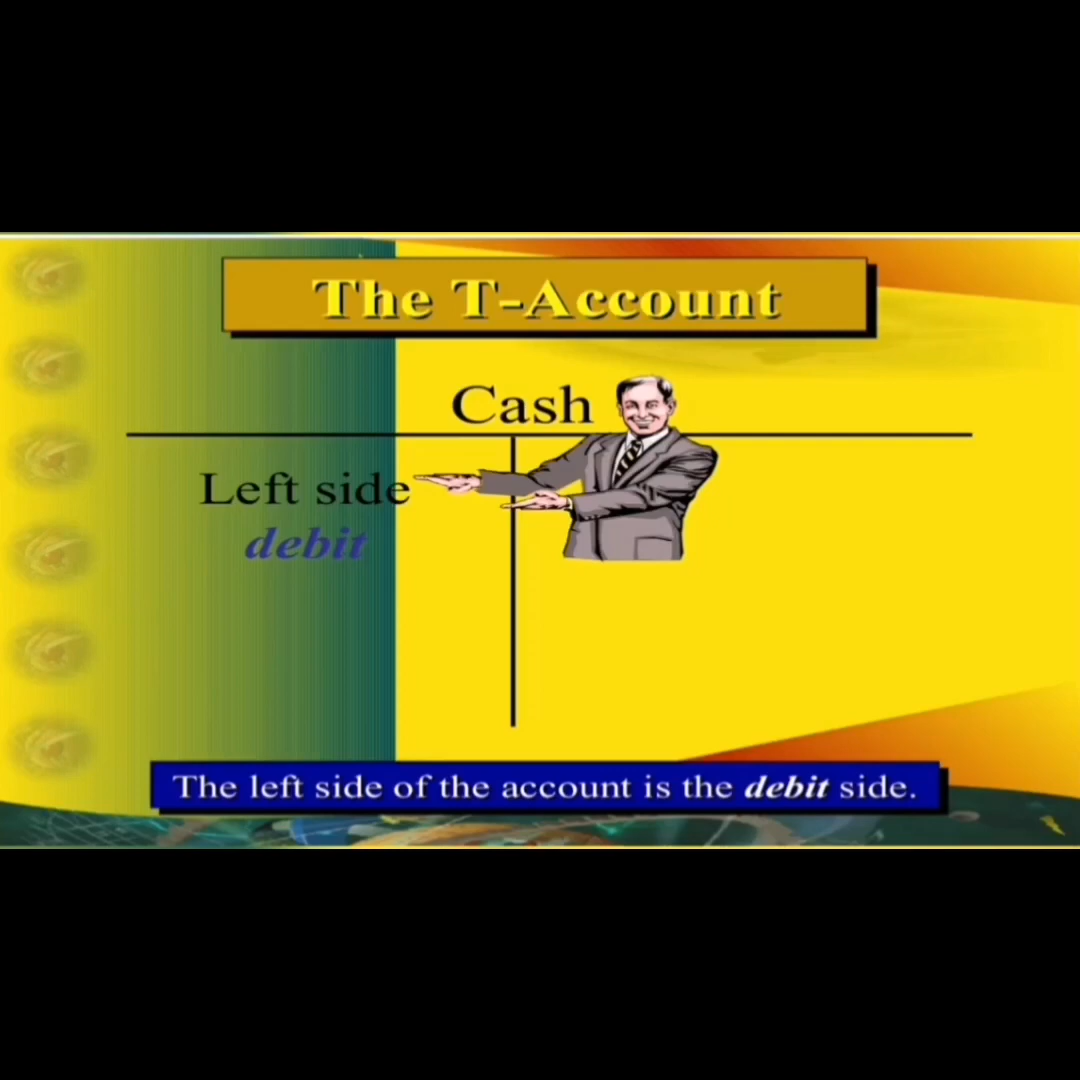 The T-Account
Cash
Left side
debit
The left side of the account is the debit side.